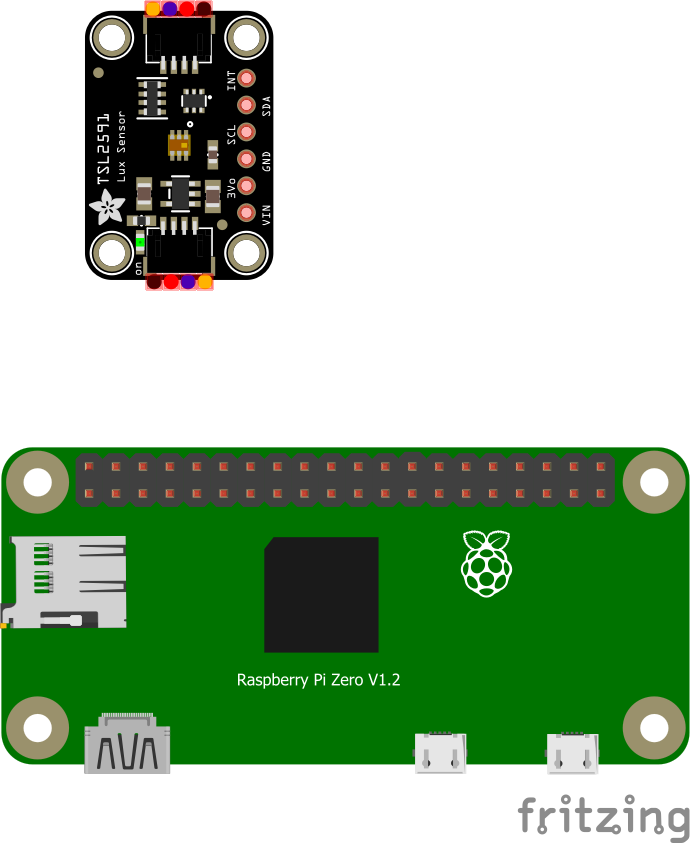 INT
SDA
SCL
GND
3Vo
VIN
TSL2591
Lux Sensor
on
Raspberry Pi Zero V1.2
fritzing